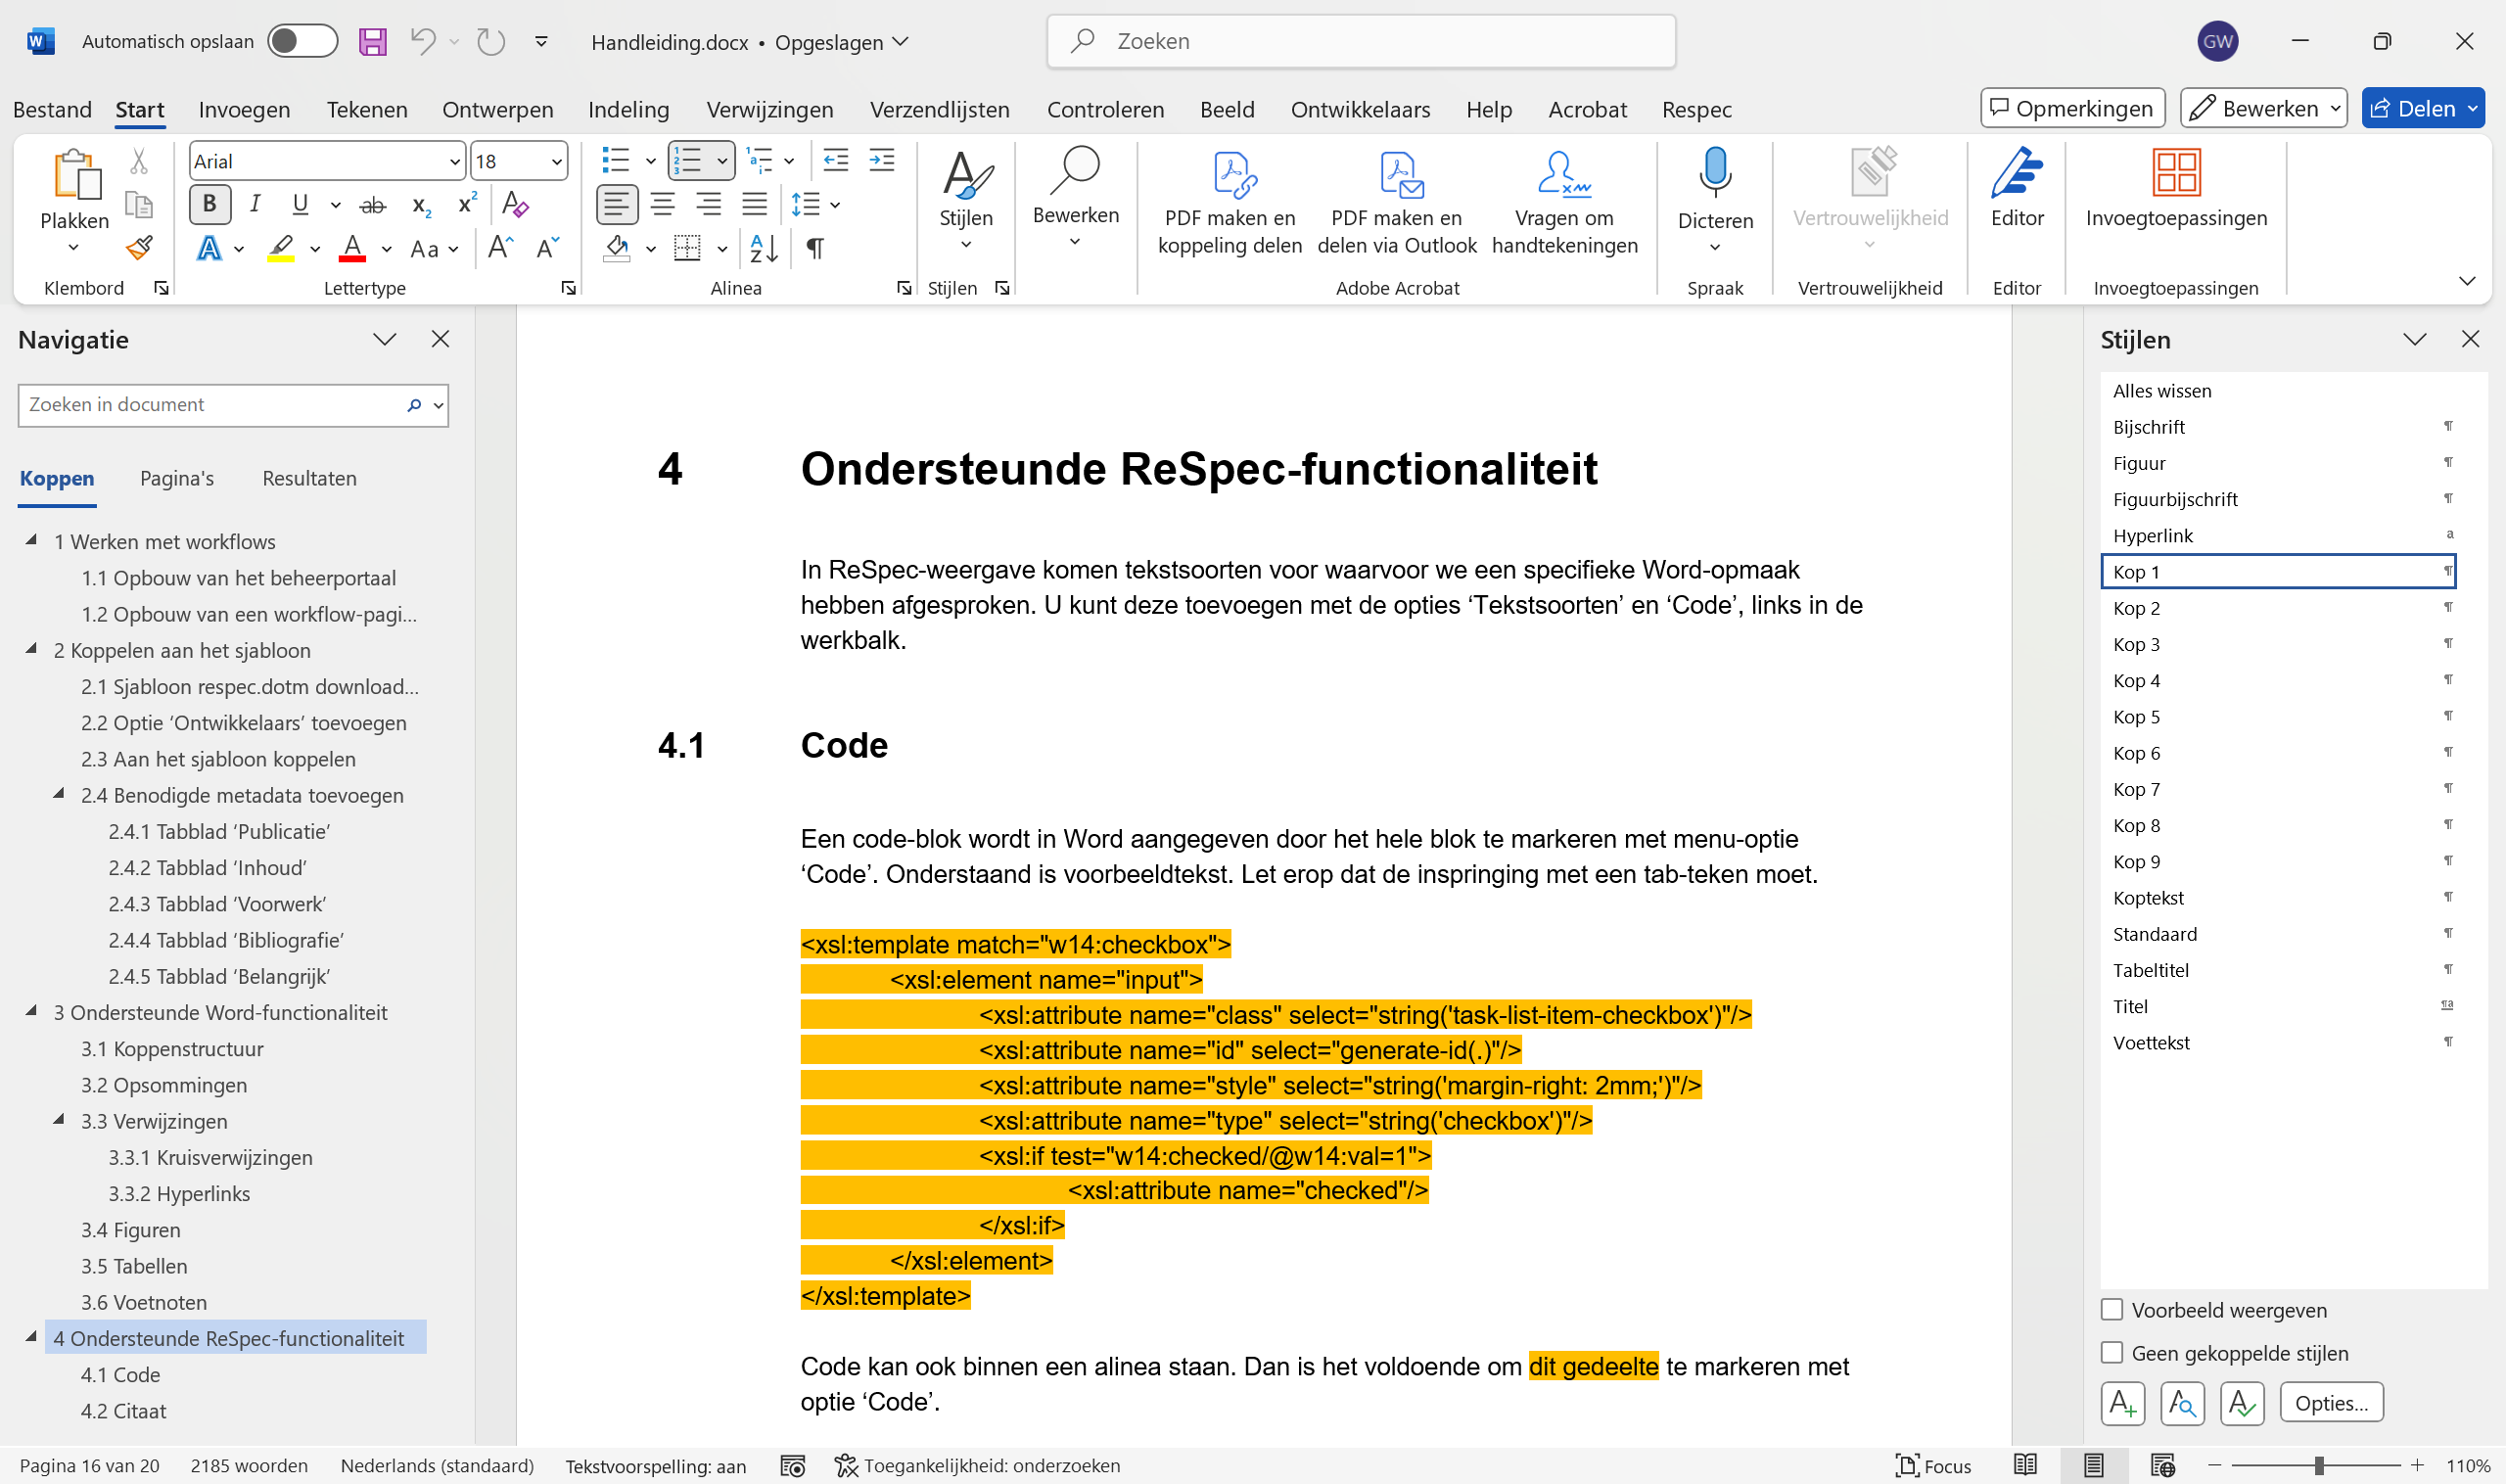 Automatisch opslaan
Handleiding.docx • Opgeslagen
Zoeken
GW
Bestand Start Invoegen Tekenen Ontwerpen Indeling Verwijzingen Verzendlijsten Controleren Beeld Ontwikkelaars Help Acrobat Respec
Opmerkingen Bewerken Delen
Plakken
Klembord
Arial 18
Lettertype
Alinea
Stijlen
Stijlen
Bewerken
PDF maken en
koppeling delen
PDF maken en
delen via Outlook
Vragen om
handtekeningen
Adobe Acrobat
Dicteren
Spraak
Vertrouwelijkheid
Vertrouwelijkheid
Editor
Editor
Invoegtoepassingen
Invoegtoepassingen
Navigatie
Zoeken in document
Koppen Pagina's Resultaten
1 Werken met workflows
1.1 Opbouw van het beheerportaal
1.2 Opbouw van een workflow-pagi...
2 Koppelen aan het sjabloon
2.1 Sjabloon respec.dotm download...
2.2 Optie ‘Ontwikkelaars’ toevoegen
2.3 Aan het sjabloon koppelen
2.4 Benodigde metadata toevoegen
2.4.1 Tabblad ‘Publicatie’
2.4.2 Tabblad ‘Inhoud’
2.4.3 Tabblad ‘Voorwerk’
2.4.4 Tabblad ‘Bibliografie’
2.4.5 Tabblad ‘Belangrijk’
3 Ondersteunde Word-functionaliteit
3.1 Koppenstructuur
3.2 Opsommingen
3.3 Verwijzingen
3.3.1 Kruisverwijzingen
3.3.2 Hyperlinks
3.4 Figuren
3.5 Tabellen
3.6 Voetnoten
4 Ondersteunde ReSpec-functionaliteit
4.1 Code
4.2 Citaat
4 Ondersteunde ReSpec-functionaliteit
In ReSpec-weergave komen tekstsoorten voor waarvoor we een specifieke Word-opmaak
hebben afgesproken. U kunt deze toevoegen met de opties ‘Tekstsoorten’ en ‘Code’, links in de
werkbalk.
4.1 Code
Een code-blok wordt in Word aangegeven door het hele blok te markeren met menu-optie
‘Code’. Onderstaand is voorbeeldtekst. Let erop dat de inspringing met een tab-teken moet.
<xsl:template match="w14:checkbox">
<xsl:element name="input">
<xsl:attribute name="class" select="string('task-list-item-checkbox')"/>
<xsl:attribute name="id" select="generate-id(.)"/>
<xsl:attribute name="style" select="string('margin-right: 2mm;')"/>
<xsl:attribute name="type" select="string('checkbox')"/>
<xsl:if test="w14:checked/@w14:val=1">
<xsl:attribute name="checked"/>
</xsl:if>
</xsl:element>
</xsl:template>
Code kan ook binnen een alinea staan. Dan is het voldoende om dit gedeelte te markeren met
optie ‘Code’.
Stijlen
Alles wissen
Bijschrift ¶
Figuur ¶
Figuurbijschrift ¶
Hyperlink a
Kop 1 ¶
Kop 2 ¶
Kop 3 ¶
Kop 4 ¶
Kop 5 ¶
Kop 6 ¶
Kop 7 ¶
Kop 8 ¶
Kop 9 ¶
Koptekst ¶
Standaard ¶
Tabeltitel ¶
Titel ¶a
Voettekst ¶
Voorbeeld weergeven
Geen gekoppelde stijlen
Opties...
Pagina 16 van 20 2185 woorden Nederlands (standaard) Tekstvoorspelling: aan Toegankelijkheid: onderzoeken Focus 110%